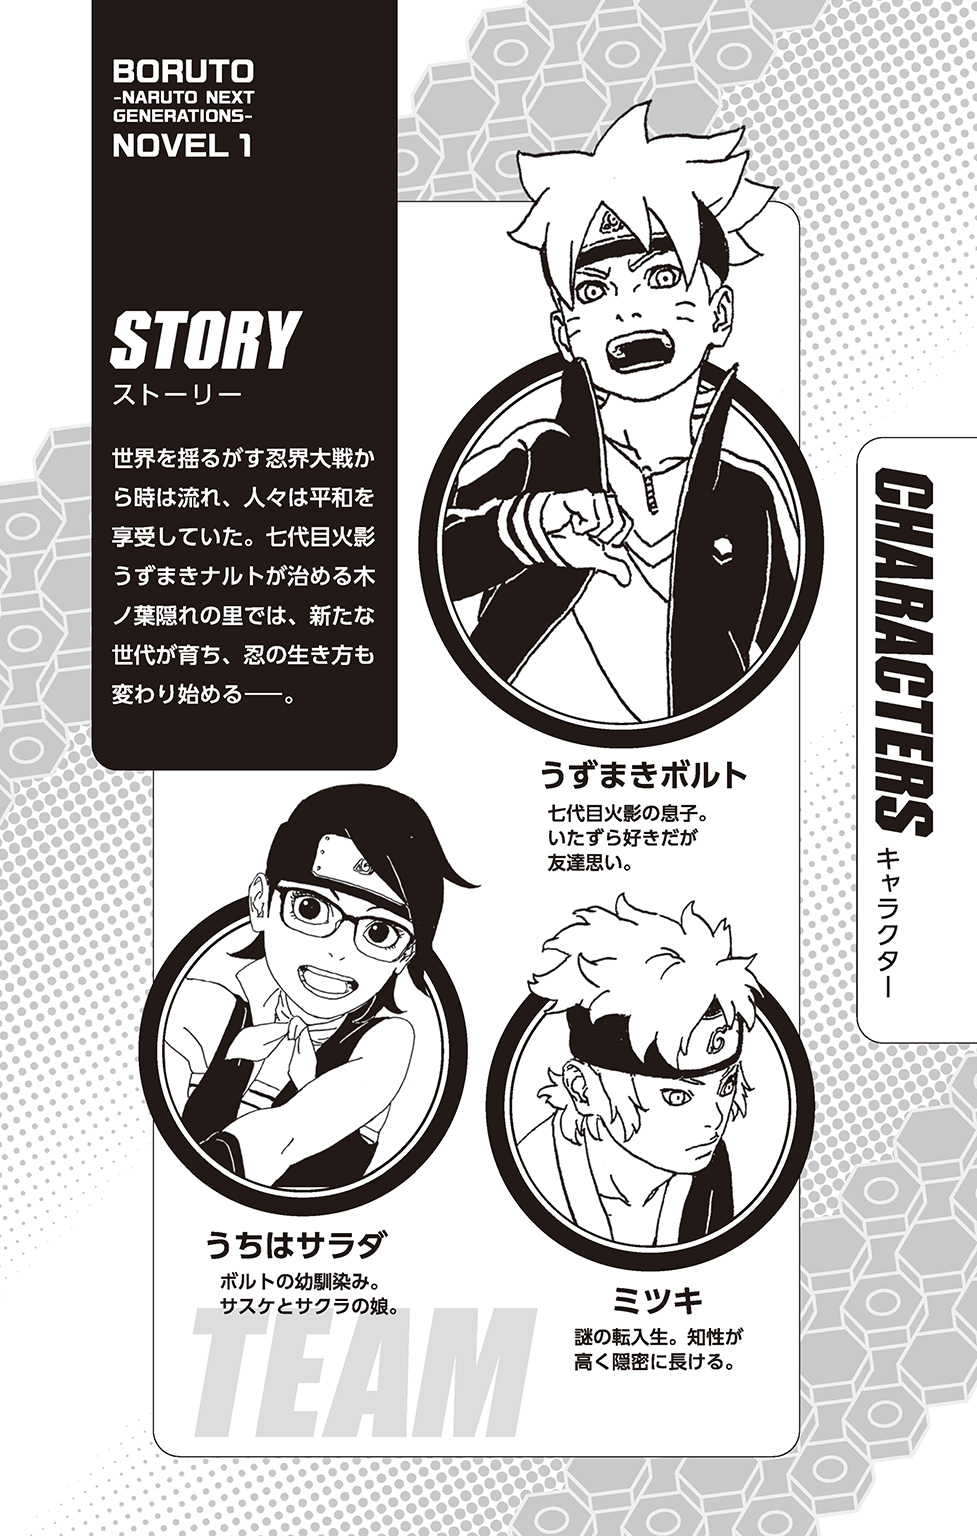 BORUTO
-NARUTO NEXT
GENERATIONS-
NOVEL 1
STORY
ストーリー
世界を揺るがす忍界大戦か
ら時は流れ、人々は平和を
享受していた。七代目火影
うずまきナルトが治める木
ノ葉隠れの里では、新たな
世代が育ち、忍の生き方も
変わり始める――。
CHARACTERS
キャラクター
うずまきボルト
七代目火影の息子。
いたずら好きだが
友達思い。
うちはサラダ
ボルトの幼馴染み。
サスケとサクラの娘。
ミツキ
謎の転入生。知性が
高く隠密に長ける。
TEAM